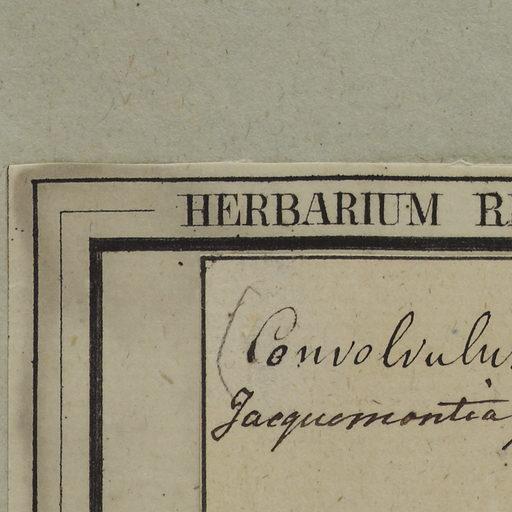 HERBARIUM R
(Convolvulus
Jacquemontia